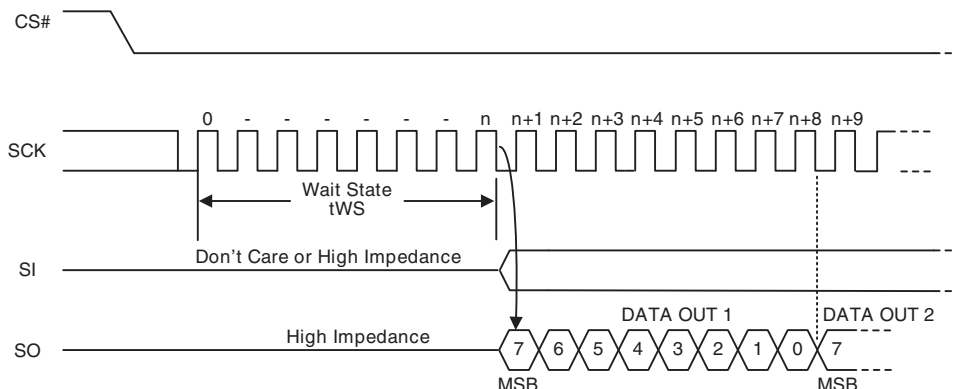 CS#
0 - - - - - - n n+1 n+2 n+3 n+4 n+5 n+6 n+7 n+8 n+9
SCK
Wait State
tWS
Don't Care or High Impedance
SI
DATA OUT 1 DATA OUT 2
High Impedance
SO
7 6 5 4 3 2 1 0 7
MSB MSB